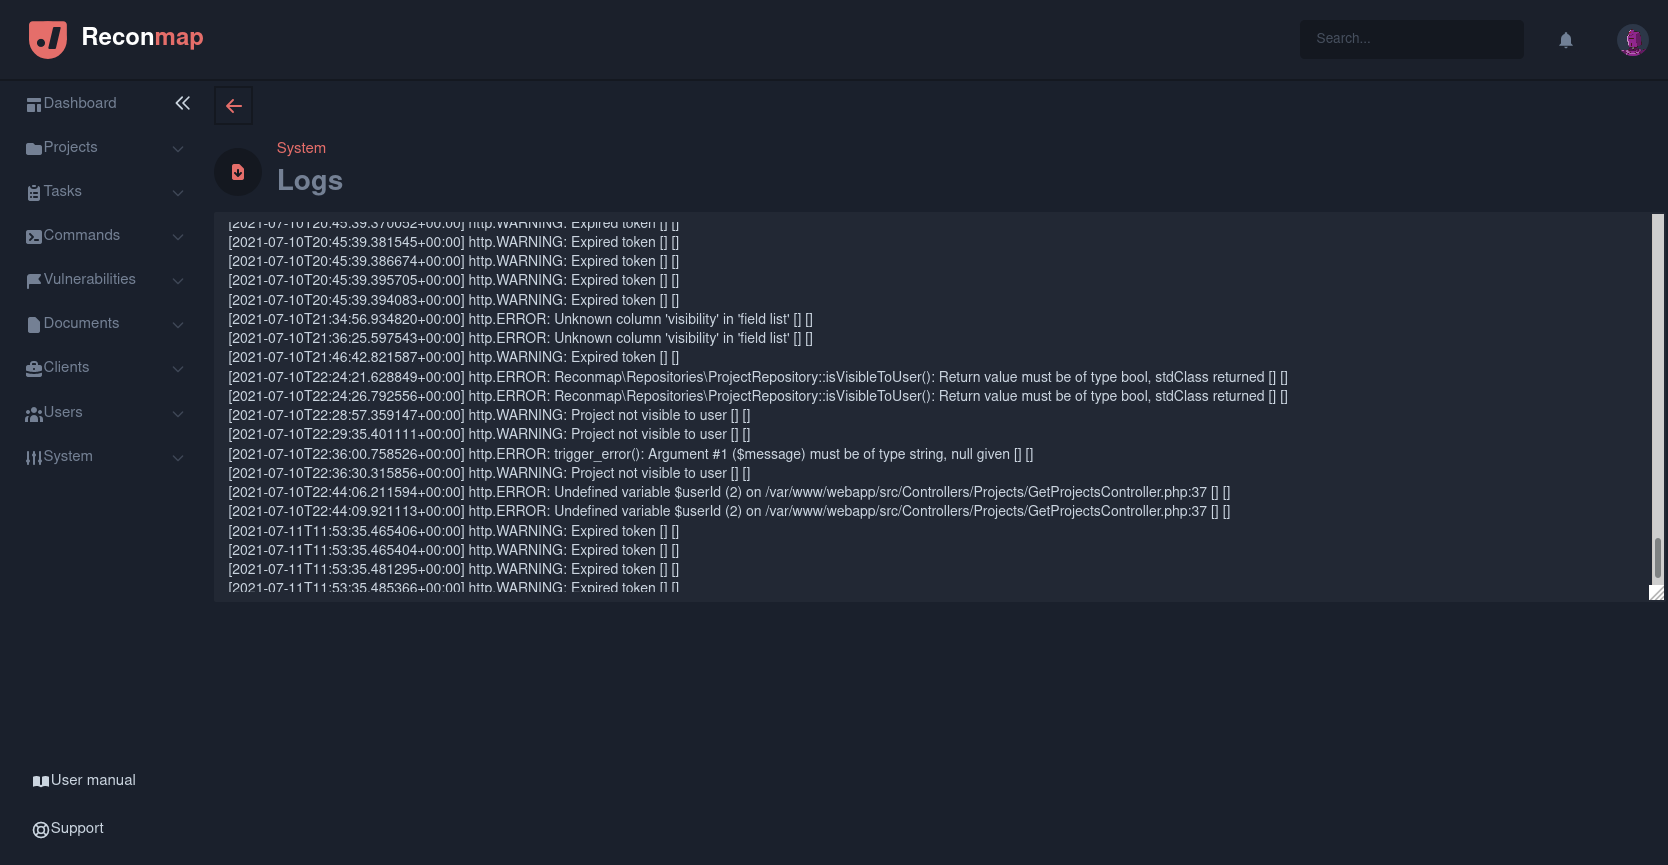 Reconmap
Search...
Dashboard
Projects
Tasks
Commands
Vulnerabilities
Documents
Clients
Users
System
User manual
Support
System
Logs
[2021-07-10T20:45:39.370052+00:00] http.WARNING: Expired token [] []
[2021-07-10T20:45:39.381545+00:00] http.WARNING: Expired token [] []
[2021-07-10T20:45:39.386674+00:00] http.WARNING: Expired token [] []
[2021-07-10T20:45:39.395705+00:00] http.WARNING: Expired token [] []
[2021-07-10T20:45:39.394083+00:00] http.WARNING: Expired token [] []
[2021-07-10T21:34:56.934820+00:00] http.ERROR: Unknown column 'visibility' in 'field list' [] []
[2021-07-10T21:36:25.597543+00:00] http.ERROR: Unknown column 'visibility' in 'field list' [] []
[2021-07-10T21:46:42.821587+00:00] http.WARNING: Expired token [] []
[2021-07-10T22:24:21.628849+00:00] http.ERROR: Reconmap\Repositories\ProjectRepository::isVisibleToUser(): Return value must be of type bool, stdClass returned [] []
[2021-07-10T22:24:26.792556+00:00] http.ERROR: Reconmap\Repositories\ProjectRepository::isVisibleToUser(): Return value must be of type bool, stdClass returned [] []
[2021-07-10T22:28:57.359147+00:00] http.WARNING: Project not visible to user [] []
[2021-07-10T22:29:35.401111+00:00] http.WARNING: Project not visible to user [] []
[2021-07-10T22:36:00.758526+00:00] http.ERROR: trigger_error(): Argument #1 ($message) must be of type string, null given [] []
[2021-07-10T22:36:30.315856+00:00] http.WARNING: Project not visible to user [] []
[2021-07-10T22:44:06.211594+00:00] http.ERROR: Undefined variable $userId (2) on /var/www/webapp/src/Controllers/Projects/GetProjectsController.php:37 [] []
[2021-07-10T22:44:09.921113+00:00] http.ERROR: Undefined variable $userId (2) on /var/www/webapp/src/Controllers/Projects/GetProjectsController.php:37 [] []
[2021-07-11T11:53:35.465406+00:00] http.WARNING: Expired token [] []
[2021-07-11T11:53:35.465404+00:00] http.WARNING: Expired token [] []
[2021-07-11T11:53:35.481295+00:00] http.WARNING: Expired token [] []
[2021-07-11T11:53:35.485366+00:00] http.WARNING: Expired token [] []